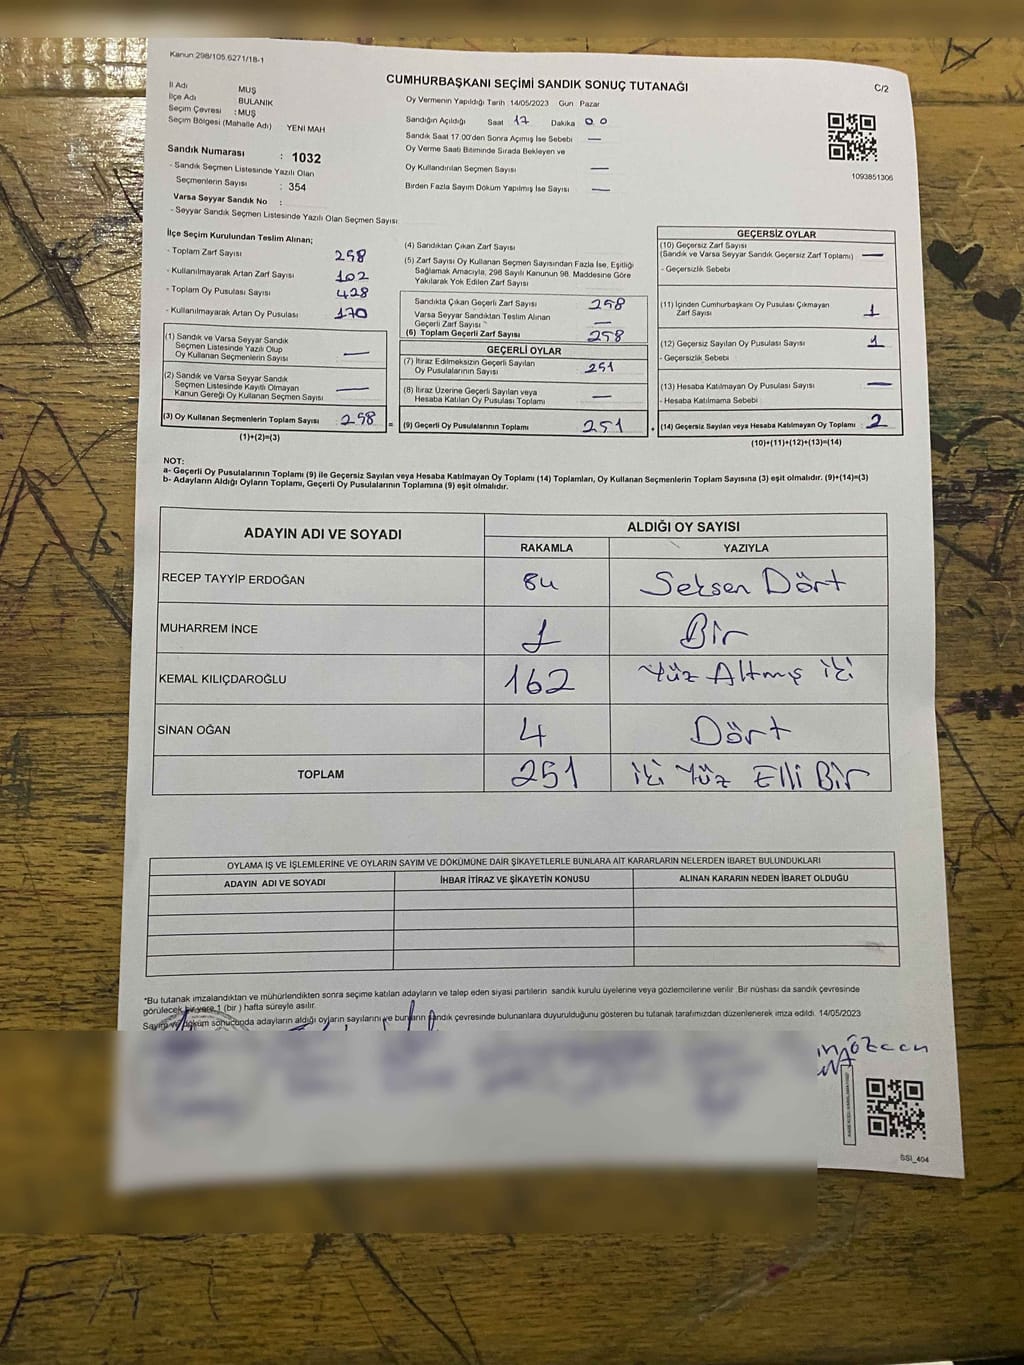 Kanun 298/105.6271/18-1
CUMHURBAŞKANI SEÇİMİ SANDIK SONUÇ TUTANAĞI
C/2
İl Adı MUŞ
İlçe Adı BULANIK
Seçim Çevresi : MUŞ
Seçim Bölgesi (Mahalle Adı) YENİ MAH
Oy Vermenin Yapıldığı Tarih : 14/05/2023 Gün : Pazar
Sandığın Açıldığı Saat 17 Dakika 00
Sandık Saat 17.00'den Sonra Açımış İse Sebebi —
Oy Verme Saati Bitiminde Sırada Bekleyen ve
Oy Kullandırılan Seçmen Sayısı —
Birden Fazla Sayım Döküm Yapılmış İse Sayısı —
1093851306
Sandık Numarası : 1032
- Sandık Seçmen Listesinde Yazılı Olan
Seçmenlerin Sayısı : 354
Varsa Seyyar Sandık No :
- Seyyar Sandık Seçmen Listesinde Yazılı Olan Seçmen Sayısı
İlçe Seçim Kurulundan Teslim Alınan;
- Toplam Zarf Sayısı
- Kullanılmayarak Artan Zarf Sayısı 102
- Toplam Oy Pusulası Sayısı 428
- Kullanılmayarak Artan Oy Pusulası 170
(1) Sandık ve Varsa Seyyar Sandık
Seçmen Listesinde Yazılı Olup
Oy Kullanan Seçmenlerin Sayısı —
(2) Sandık ve Varsa Seyyar Sandık
Seçmen Listesinde Kayıtlı Olmayan
Kanun Gereği Oy Kullanan Seçmen Sayısı —
(3) Oy Kullanan Seçmenlerin Toplam Sayısı : 258
(1)+(2)=(3)
=
(4) Sandıktan Çıkan Zarf Sayısı
(5) Zarf Sayısı Oy Kullanan Seçmen Sayısından Fazla İse, Eşitliği
Sağlamak Amacıyla, 298 Sayılı Kanunun 98. Maddesine Göre
Yakılarak Yok Edilen Zarf Sayısı
Sandıkta Çıkan Geçerli Zarf Sayısı 258
Varsa Seyyar Sandıktan Teslim Alınan
Geçerli Zarf Sayısı —
(6) Toplam Geçerli Zarf Sayısı 258
GEÇERLİ OYLAR
(7) İtiraz Edilmeksizin Geçerli Sayılan
Oy Pusulalarının Sayısı 251
(8) İtiraz Üzerine Geçerli Sayılan veya
Hesaba Katılan Oy Pusulası Toplamı —
(9) Geçerli Oy Pusulalarının Toplamı 251
GEÇERSİZ OYLAR
(10) Geçersiz Zarf Sayısı
(Sandık ve Varsa Seyyar Sandık Geçersiz Zarf Toplamı) —
- Geçersizlik Sebebi
(11) İçinden Cumhurbaşkanı Oy Pusulası Çıkmayan
Zarf Sayısı 1
(12) Geçersiz Sayılan Oy Pusulası Sayısı 1
- Geçersizlik Sebebi
(13) Hesaba Katılmayan Oy Pusulası Sayısı —
- Hesaba Katılmama Sebebi
(14) Geçersiz Sayılan veya Hesaba Katılmayan Oy Toplamı : 2
(10)+(11)+(12)+(13)=(14)
NOT:
a- Geçerli Oy Pusulalarının Toplamı (9) ile Geçersiz Sayılan veya Hesaba Katılmayan Oy Toplamı (14) Toplamları, Oy Kullanan Seçmenlerin Toplam Sayısına (3) eşit olmalıdır. (9)+(14)=(3)
b- Adayların Aldığı Oyların Toplamı, Geçerli Oy Pusulalarının Toplamına (9) eşit olmalıdır.
ADAYIN ADI VE SOYADI ALDIĞI OY SAYISI
RAKAMLA YAZIYLA
RECEP TAYYİP ERDOĞAN 84 Seksen Dört
MUHARREM İNCE 1 Bir
KEMAL KILIÇDAROĞLU 162 Yüz Altmış iki
SİNAN OĞAN 4 Dört
TOPLAM 251 iki Yüz Elli Bir
OYLAMA İŞ VE İŞLEMLERİNE VE OYLARIN SAYIM VE DÖKÜMÜNE DAİR ŞİKAYETLERLE BUNLARA AİT KARARLARIN NELERDEN İBARET BULUNDUKLARI
ADAYIN ADI VE SOYADI İHBAR İTİRAZ VE ŞİKAYETİN KONUSU ALINAN KARARIN NEDEN İBARET OLDUĞU
*Bu tutanak imzalandıktan ve mühürlendikten sonra seçime katılan adayların ve talep eden siyasi partilerin sandık kurulu üyelerine veya gözlemcilerine verilir. Bir nüshası da sandık çevresinde
görülecek bir yere 1 (bir) hafta süreyle asılır.
Sayım ve döküm sonucunda adayların aldığı oyların sayılarını ve bunların sandık çevresinde bulunanlara duyurulduğunu gösteren bu tutanak tarafımızdan düzenlenerek imza edildi. 14/05/2023
SSI_404